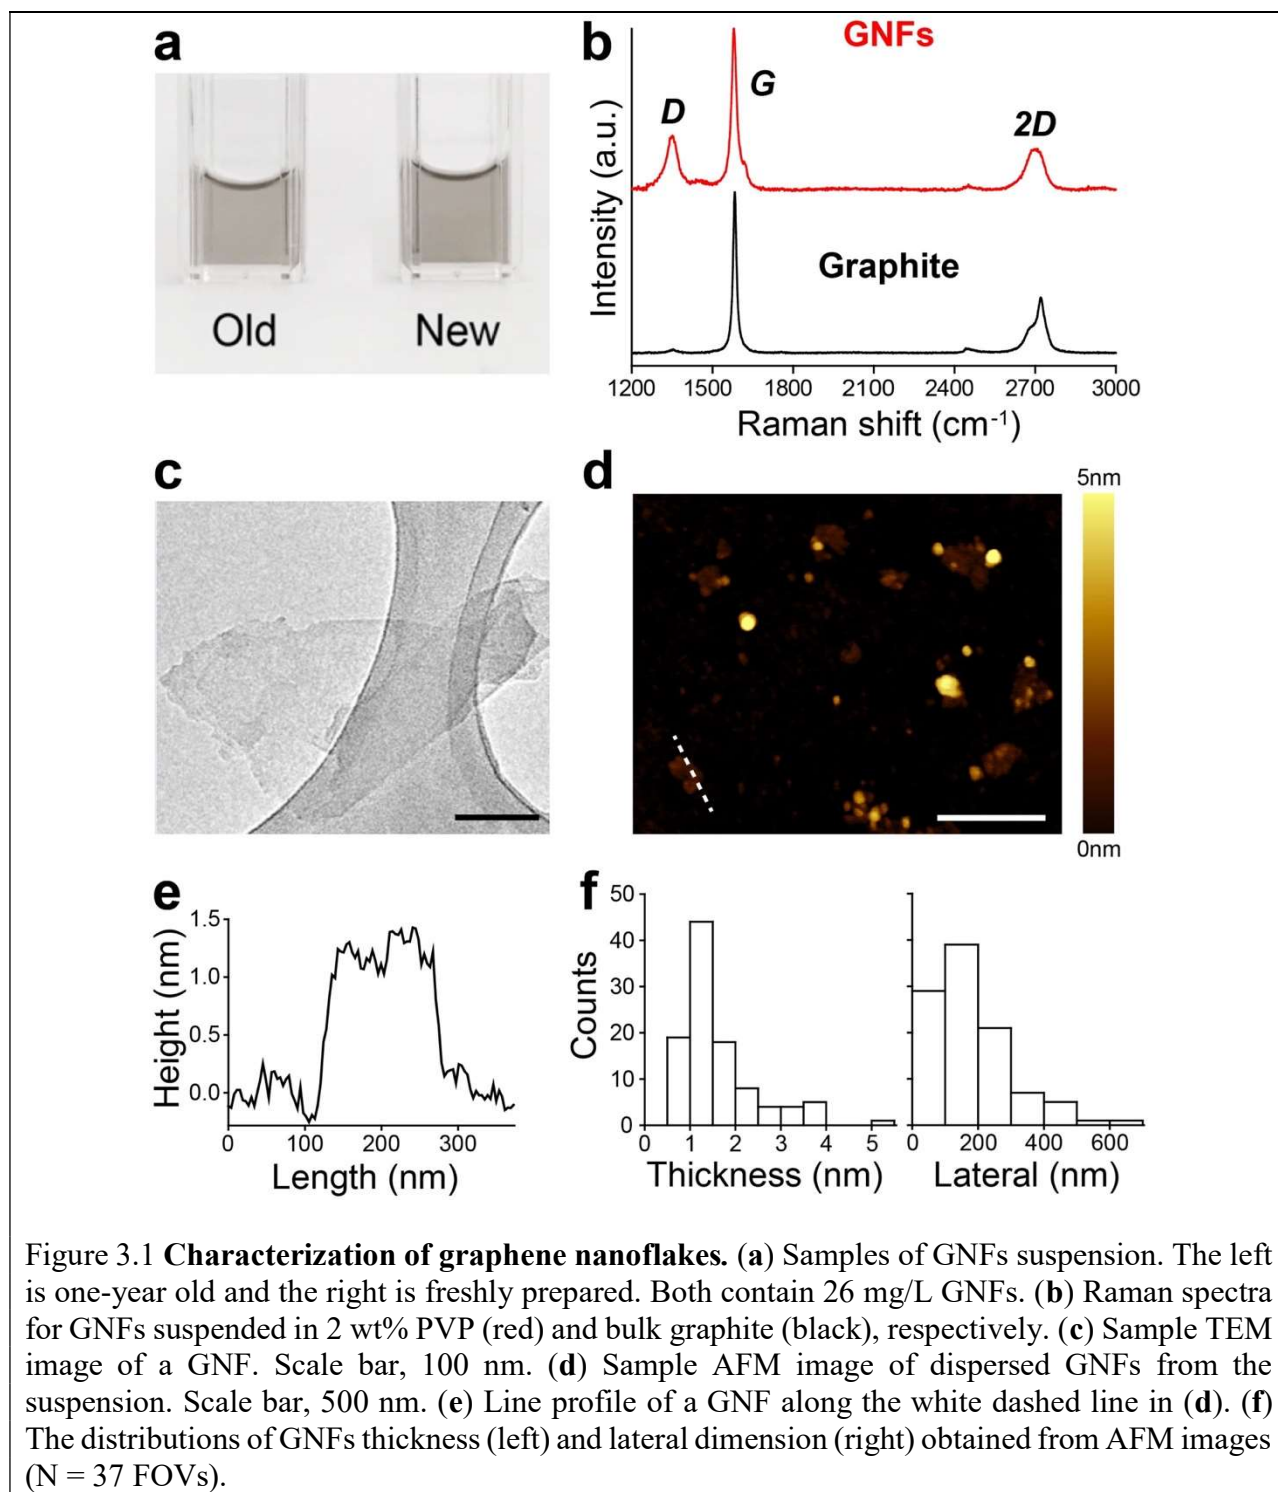 a
Old
New
b
GNFs
D
G
2D
Graphite
Intensity (a.u.)
1200 1500 1800 2100 2400 2700 3000
Raman shift (cm-1)
c
d
5nm
0nm
e
1.5
1.0
0.5
0.0
Height (nm)
0 100 200 300
Length (nm)
f
50
40
30
20
10
0
Counts
0 1 2 3 4 5
Thickness (nm)
0 200 400 600
Lateral (nm)
Figure 3.1 Characterization of graphene nanoflakes. (a) Samples of GNFs suspension. The left
is one-year old and the right is freshly prepared. Both contain 26 mg/L GNFs. (b) Raman spectra
for GNFs suspended in 2 wt% PVP (red) and bulk graphite (black), respectively. (c) Sample TEM
image of a GNF. Scale bar, 100 nm. (d) Sample AFM image of dispersed GNFs from the
suspension. Scale bar, 500 nm. (e) Line profile of a GNF along the white dashed line in (d). (f)
The distributions of GNFs thickness (left) and lateral dimension (right) obtained from AFM images
(N = 37 FOVs).